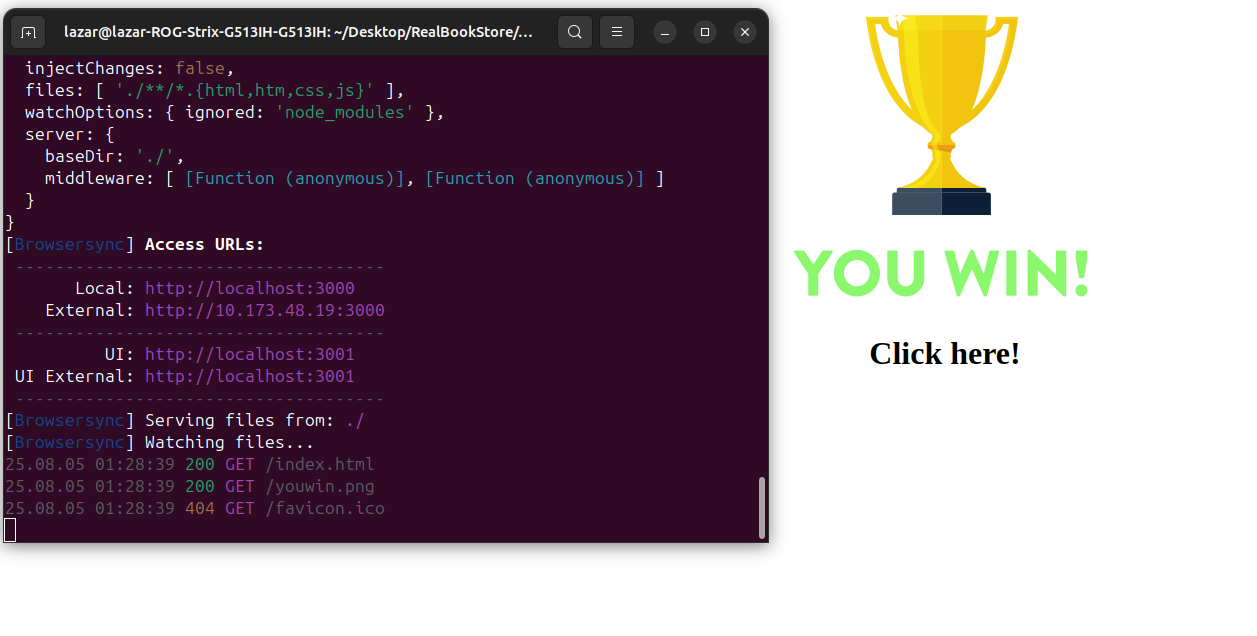 lazar@lazar-ROG-Strix-G513IH-G513IH: ~/Desktop/RealBookStore/...
  injectChanges: false,
  files: [ './**/*.{html,htm,css,js}' ],
  watchOptions: { ignored: 'node_modules' },
  server: {
    baseDir: './',
    middleware: [ [Function (anonymous)], [Function (anonymous)] ]
  }
}
[Browsersync] Access URLs:
 -------------------------------------
       Local: http://localhost:3000
    External: http://10.173.48.19:3000
 -------------------------------------
          UI: http://localhost:3001
 UI External: http://localhost:3001
 -------------------------------------
[Browsersync] Serving files from: ./
[Browsersync] Watching files...
25.08.05 01:28:39 200 GET /index.html
25.08.05 01:28:39 200 GET /youwin.png
25.08.05 01:28:39 404 GET /favicon.ico
YOU WIN!
Click here!